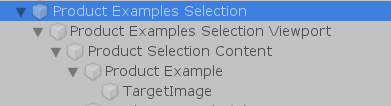 Product Examples Selection
Product Examples Selection Viewport
Product Selection Content
Product Example
TargetImage